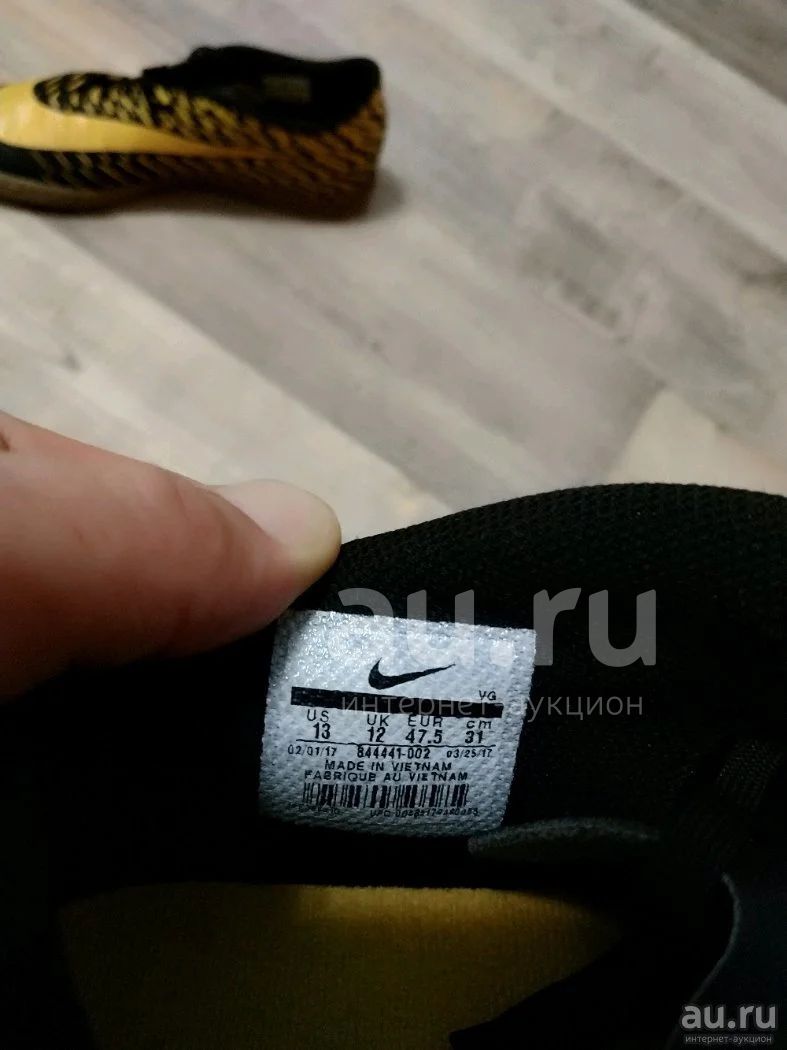 au.ru
интернет-аукцион
VG
US UK EUR cm
13 12 47.5 31
02/01/17 844441-002 03/25/17
MADE IN VIETNAM
FABRIQUE AU VIETNAM
au.ru
интернет-аукцион